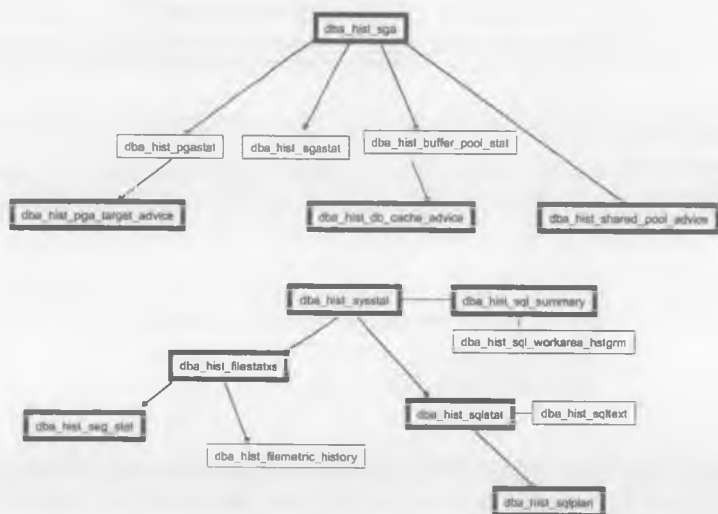 dba_hist_sga
dba_hist_pgastat
dba_hist_sgastat
dba_hist_buffer_pool_stat
dba_hist_pga_target_advice
dba_hist_db_cache_advice
dba_hist_shared_pool_advice
dba_hist_sysstat
dba_hist_sql_summary
dba_hist_sql_workarea_hstgrm
dba_hist_filestatxs
dba_hist_seg_stat
dba_hist_sqlstat
dba_hist_sqltext
dba_hist_filemetric_history
dba_hist_sqlplan